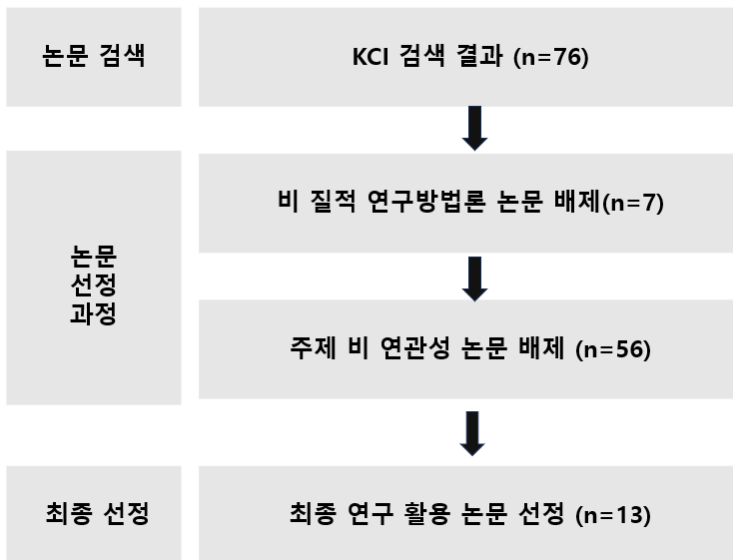 논문 검색
KCI 검색 결과 (n=76)
논문
선정
과정
비 질적 연구방법론 논문 배제(n=7)
주제 비 연관성 논문 배제 (n=56)
최종 선정
최종 연구 활용 논문 선정 (n=13)